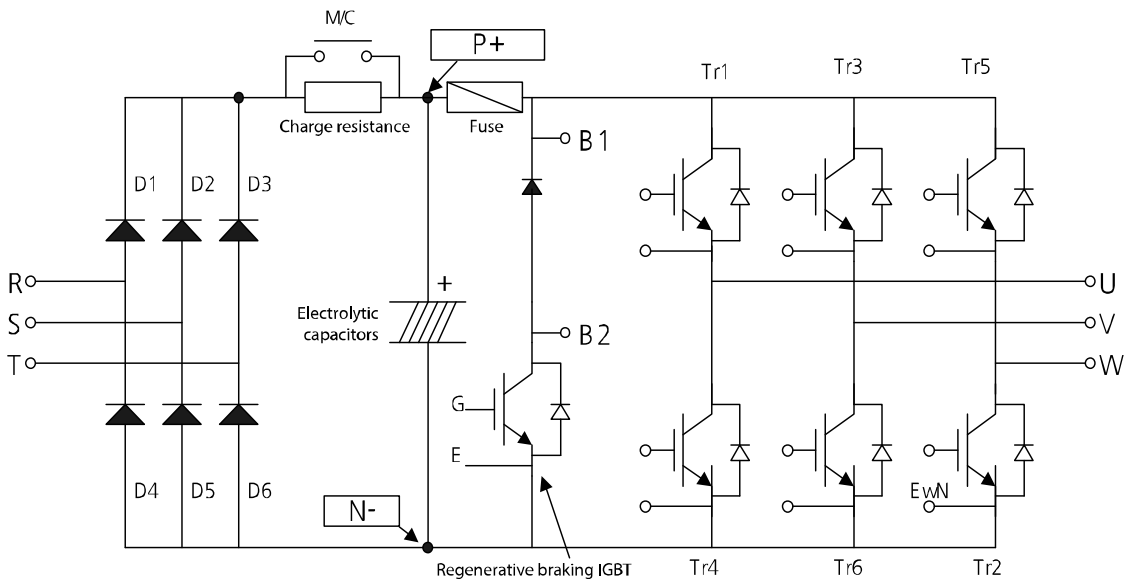 M/C
P+
Tr1
Tr3
Tr5
Charge resistance
Fuse
B1
D1
D2
D3
R
S
T
+
Electrolytic
capacitors
B2
U
V
W
G
E
D4
D5
D6
N-
EwN
Regenerative braking IGBT
Tr4
Tr6
Tr2